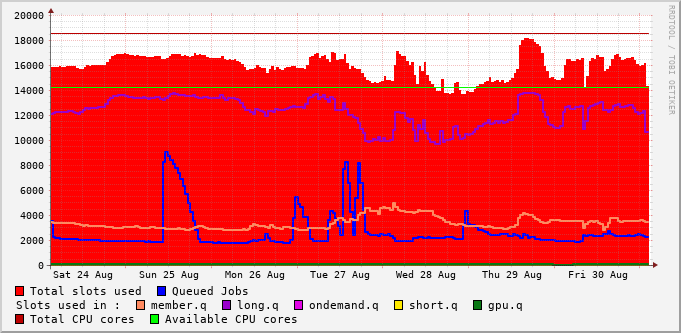 20000
18000
16000
14000
12000
10000
8000
6000
4000
2000
0
Sat 24 Aug Sun 25 Aug Mon 26 Aug Tue 27 Aug Wed 28 Aug Thu 29 Aug Fri 30 Aug
RRDTOOL / TOBI OETIKER
Total slots used Queued Jobs
Slots used in : member.q long.q ondemand.q short.q gpu.q
Total CPU cores Available CPU cores